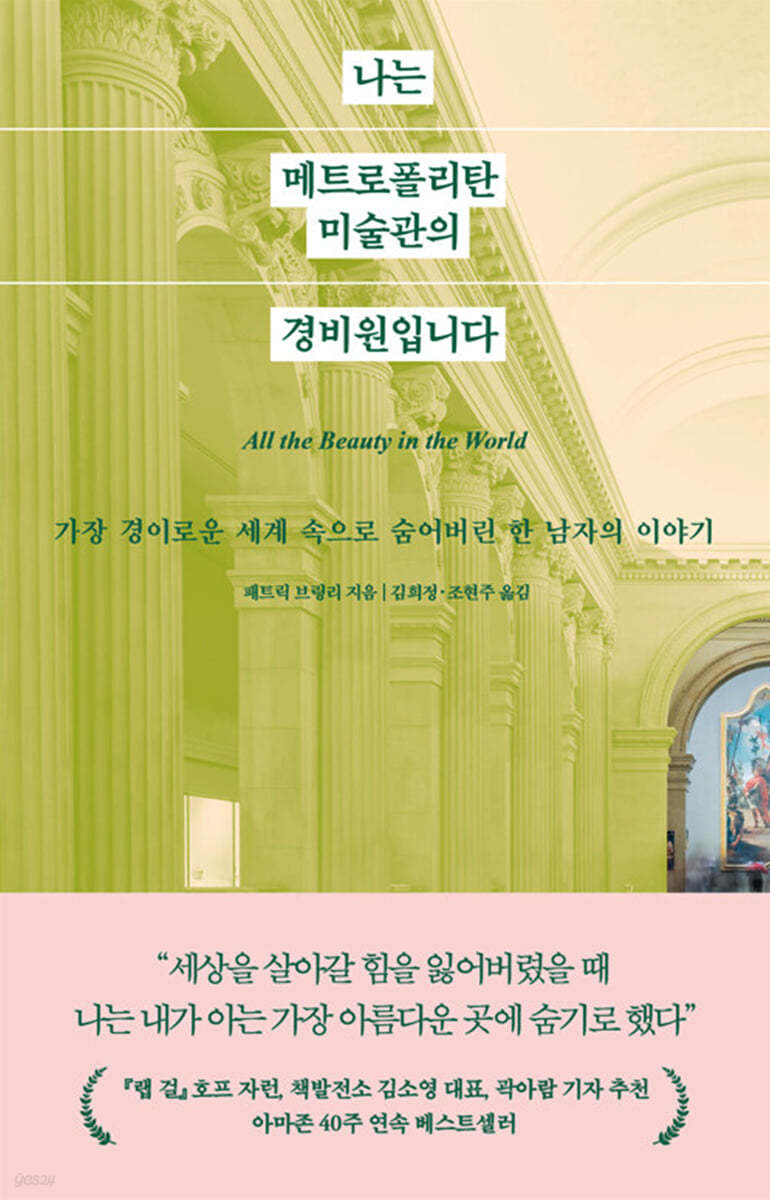 나는
메트로폴리탄
미술관의
경비원입니다
All the Beauty in the World
가장 경이로운 세계 속으로 숨어버린 한 남자의 이야기
패트릭 브링리 지음 | 김희정·조현주 옮김
“세상을 살아갈 힘을 잃어버렸을 때
나는 내가 아는 가장 아름다운 곳에 숨기로 했다”
『랩 걸』 호프 자런, 책발전소 김소영 대표, 곽아람 기자 추천
아마존 40주 연속 베스트셀러
yes24